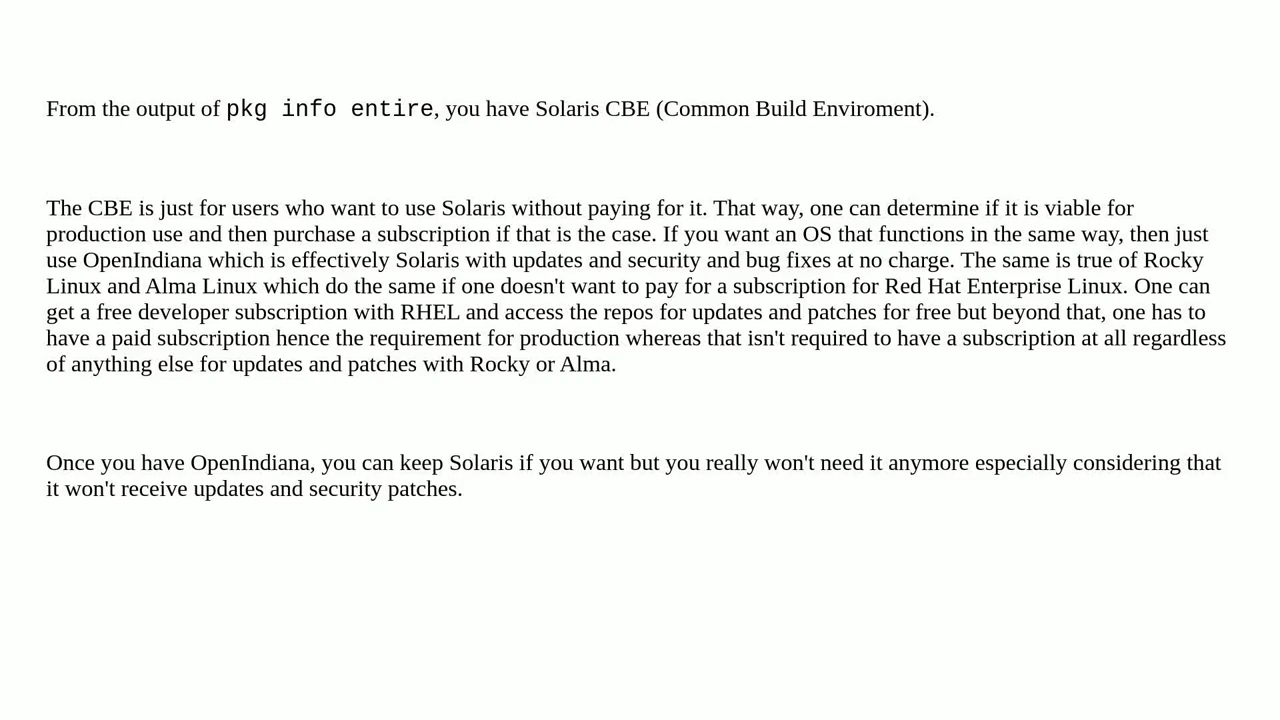 From the output of pkg info entire, you have Solaris CBE (Common Build Enviroment).
The CBE is just for users who want to use Solaris without paying for it. That way, one can determine if it is viable for
production use and then purchase a subscription if that is the case. If you want an OS that functions in the same way, then just
use OpenIndiana which is effectively Solaris with updates and security and bug fixes at no charge. The same is true of Rocky
Linux and Alma Linux which do the same if one doesn't want to pay for a subscription for Red Hat Enterprise Linux. One can
get a free developer subscription with RHEL and access the repos for updates and patches for free but beyond that, one has to
have a paid subscription hence the requirement for production whereas that isn't required to have a subscription at all regardless
of anything else for updates and patches with Rocky or Alma.
Once you have OpenIndiana, you can keep Solaris if you want but you really won't need it anymore especially considering that
it won't receive updates and security patches.